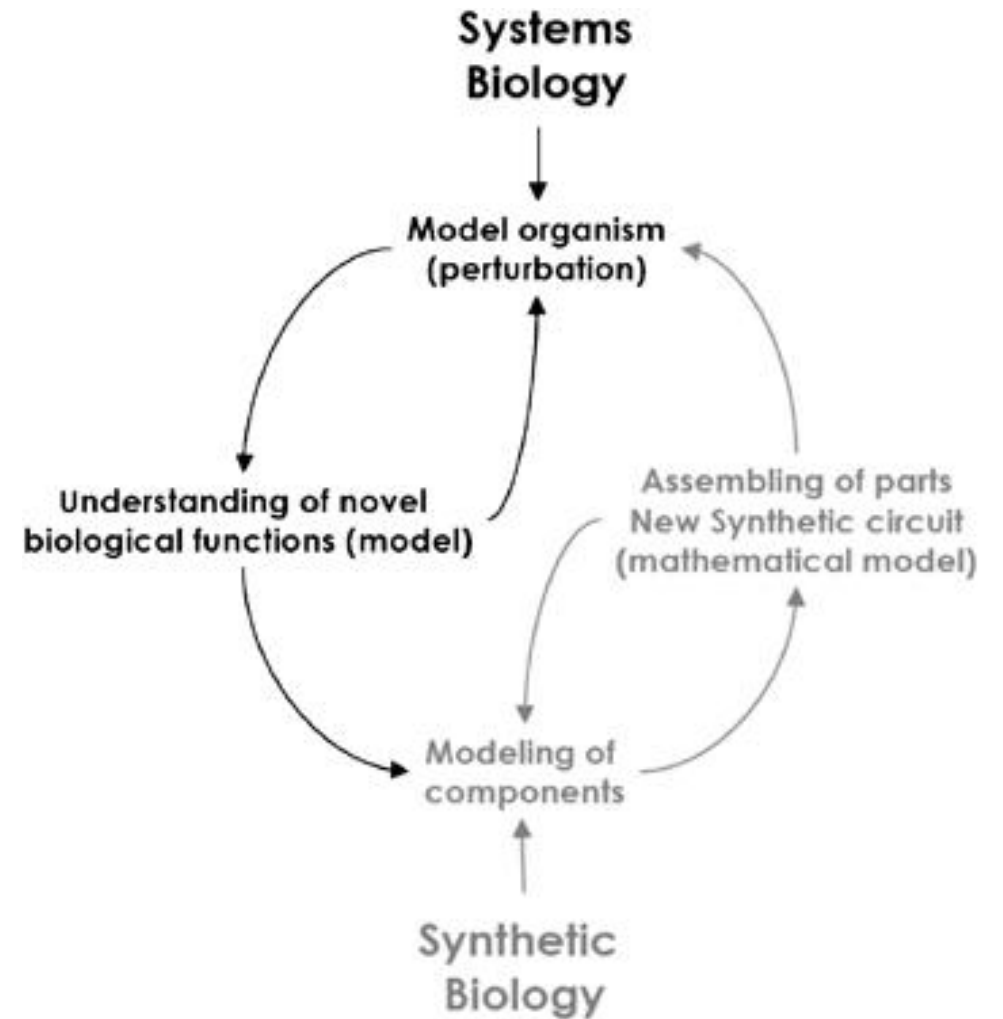 Systems
Biology
Model organism
(perturbation)
Understanding of novel
biological functions (model)
Assembling of parts
New Synthetic circuit
(mathematical model)
Modeling of
components
Synthetic
Biology